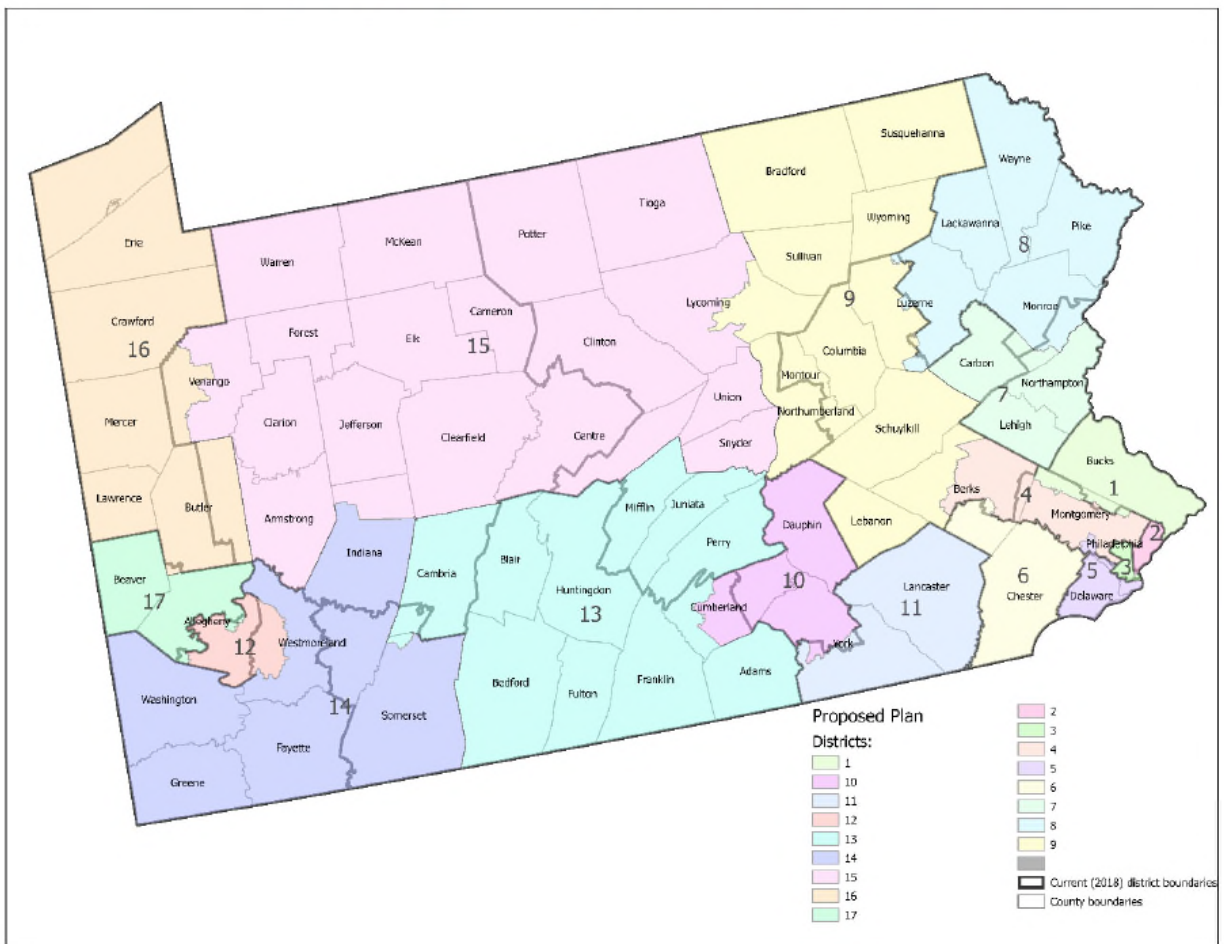 Susquehanna
Bradford
Wayne
Tioga
Wyoming
Lackawanna
Pike
Potter
McKean
Erie
Warren
Sullivan
8
Lycoming
9
Luzerne
Monroe
Cameron
Crawford
Forest
Elk
15
Clinton
16
Columbia
Carbon
Venango
Montour
Northampton
Mercer
Union
Northumberland
7
Clarion
Jefferson
Clearfield
Centre
Schuylkill
Lehigh
Snyder
Bucks
Lawrence
Butler
Berks
1
4
Armstrong
Mifflin
Juniata
Dauphin
Lebanon
Montgomery
2
Indiana
Perry
Philadelphia
Beaver
Cambria
Blair
3
17
Huntingdon
10
Lancaster
6
5
Allegheny
13
Cumberland
11
Chester
Delaware
12
Westmoreland
York
Washington
Bedford
Fulton
Franklin
Adams
14
Somerset
Fayette
Greene
Proposed Plan
Districts:
1
10
11
12
13
14
15
16
17
2
3
4
5
6
7
8
9
Current (2018) district boundaries
County boundaries